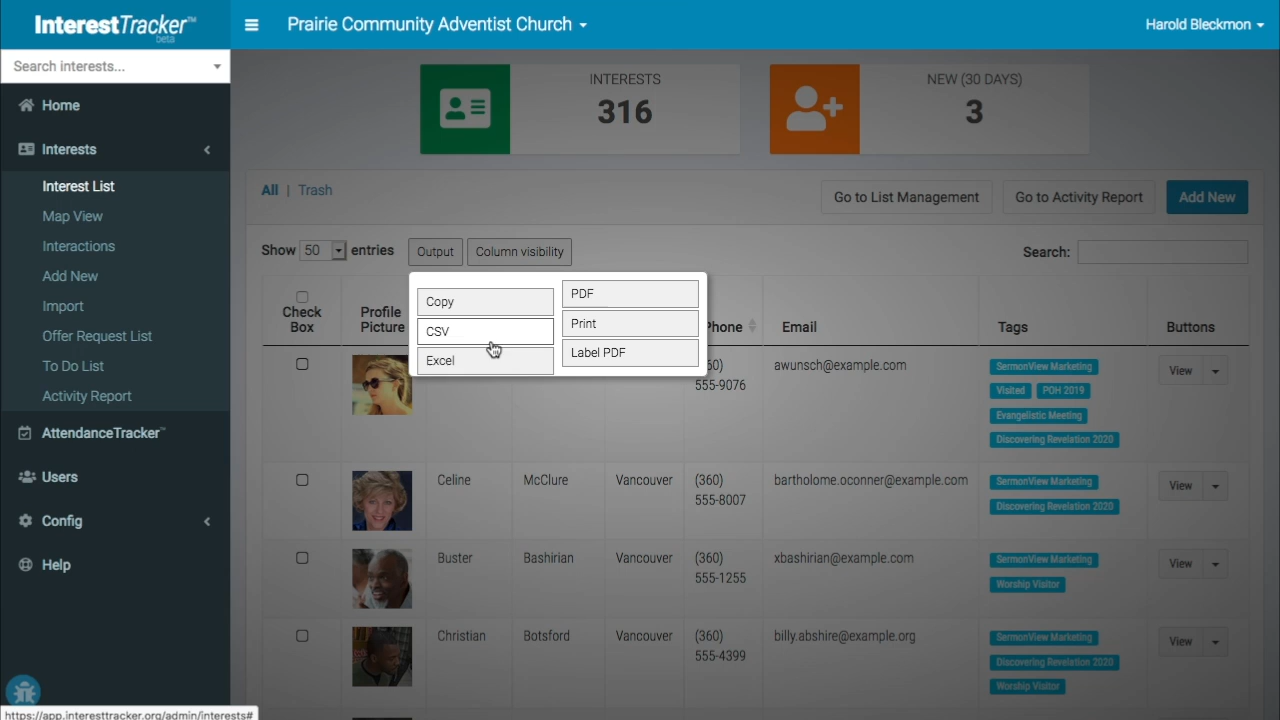 InterestTracker™
beta
Prairie Community Adventist Church
Harold Bleckmon
Search interests...
Home
Interests
Interest List
Map View
Interactions
Add New
Import
Offer Request List
To Do List
Activity Report
AttendanceTracker™
Users
Config
Help
INTERESTS
316
NEW (30 DAYS)
3
All | Trash
Go to List Management
Go to Activity Report
Add New
Show 50 entries
Output
Column visibility
Search:
Copy
CSV
Excel
PDF
Print
Label PDF
Check
Box
Profile
Picture
Phone
Email
Tags
Buttons
555-9076
awunsch@example.com
SermonView Marketing
Visited
POH 2019
Evangelistic Meeting
Discovering Revelation 2020
View
Celine
McClure
Vancouver
(360)
555-8007
bartholome.oconner@example.com
SermonView Marketing
Discovering Revelation 2020
View
Buster
Bashirian
Vancouver
(360)
555-1255
xbashirian@example.com
SermonView Marketing
Worship Visitor
View
Christian
Botsford
Vancouver
(360)
555-4399
billy.abshire@example.org
SermonView Marketing
Discovering Revelation 2020
Worship Visitor
View
https://app.interesttracker.org/admin/interests#